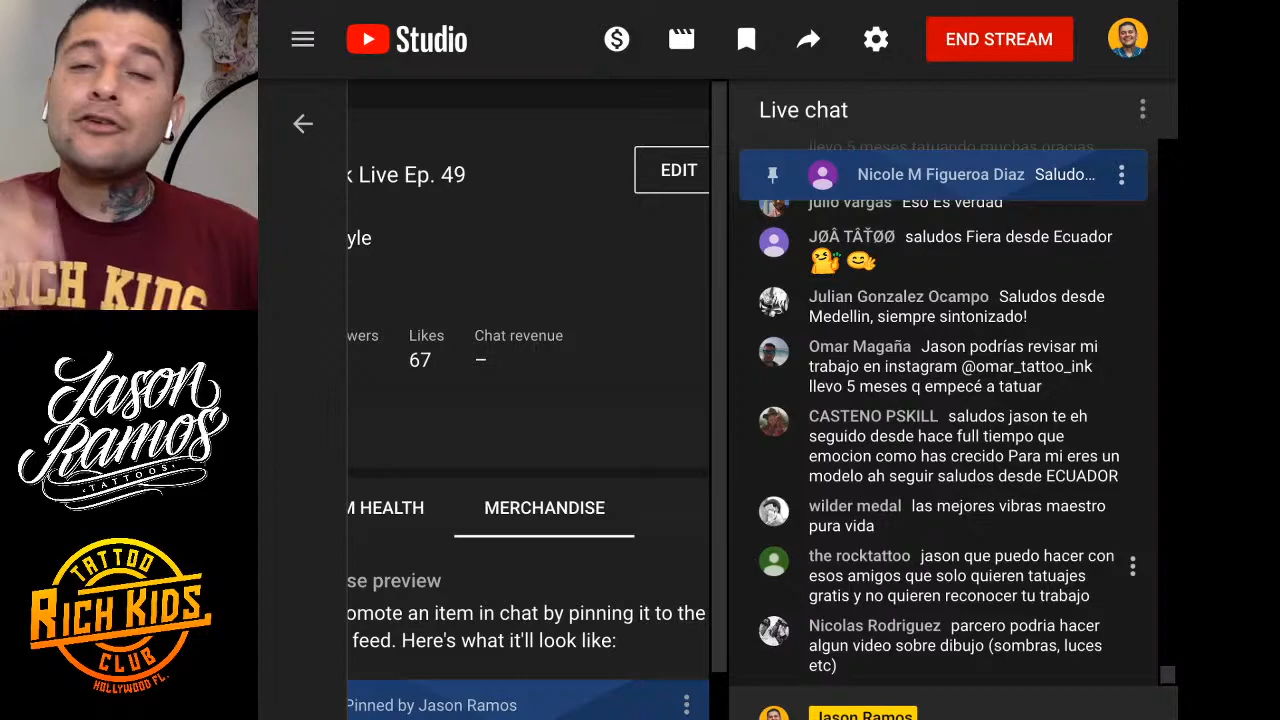 Studio
END STREAM
k Live Ep. 49
EDIT
yle
wers
Likes
Chat revenue
67
–
M HEALTH
MERCHANDISE
se preview
omote an item in chat by pinning it to the
feed. Here's what it'll look like:
Pinned by Jason Ramos
Live chat
llevo 5 meses tatuando muchas gracias
Nicole M Figueroa Diaz Saludo...
julio vargas Eso Es verdad
JØÂ TÂŤØØ saludos Fiera desde Ecuador
Julian Gonzalez Ocampo Saludos desde
Medellin, siempre sintonizado!
Omar Magaña Jason podrías revisar mi
trabajo en instagram @omar_tattoo_ink
llevo 5 meses q empecé a tatuar
CASTENO PSKILL saludos jason te eh
seguido desde hace full tiempo que
emocion como has crecido Para mi eres un
modelo ah seguir saludos desde ECUADOR
wilder medal las mejores vibras maestro
pura vida
the rocktattoo jason que puedo hacer con
esos amigos que solo quieren tatuajes
gratis y no quieren reconocer tu trabajo
Nicolas Rodriguez parcero podria hacer
algun video sobre dibujo (sombras, luces
etc)
Jason Ramos
RICH KIDS
Jason
Ramos
TATTOOS
TATTOO
RICH KIDS
CLUB
HOLLYWOOD FL.